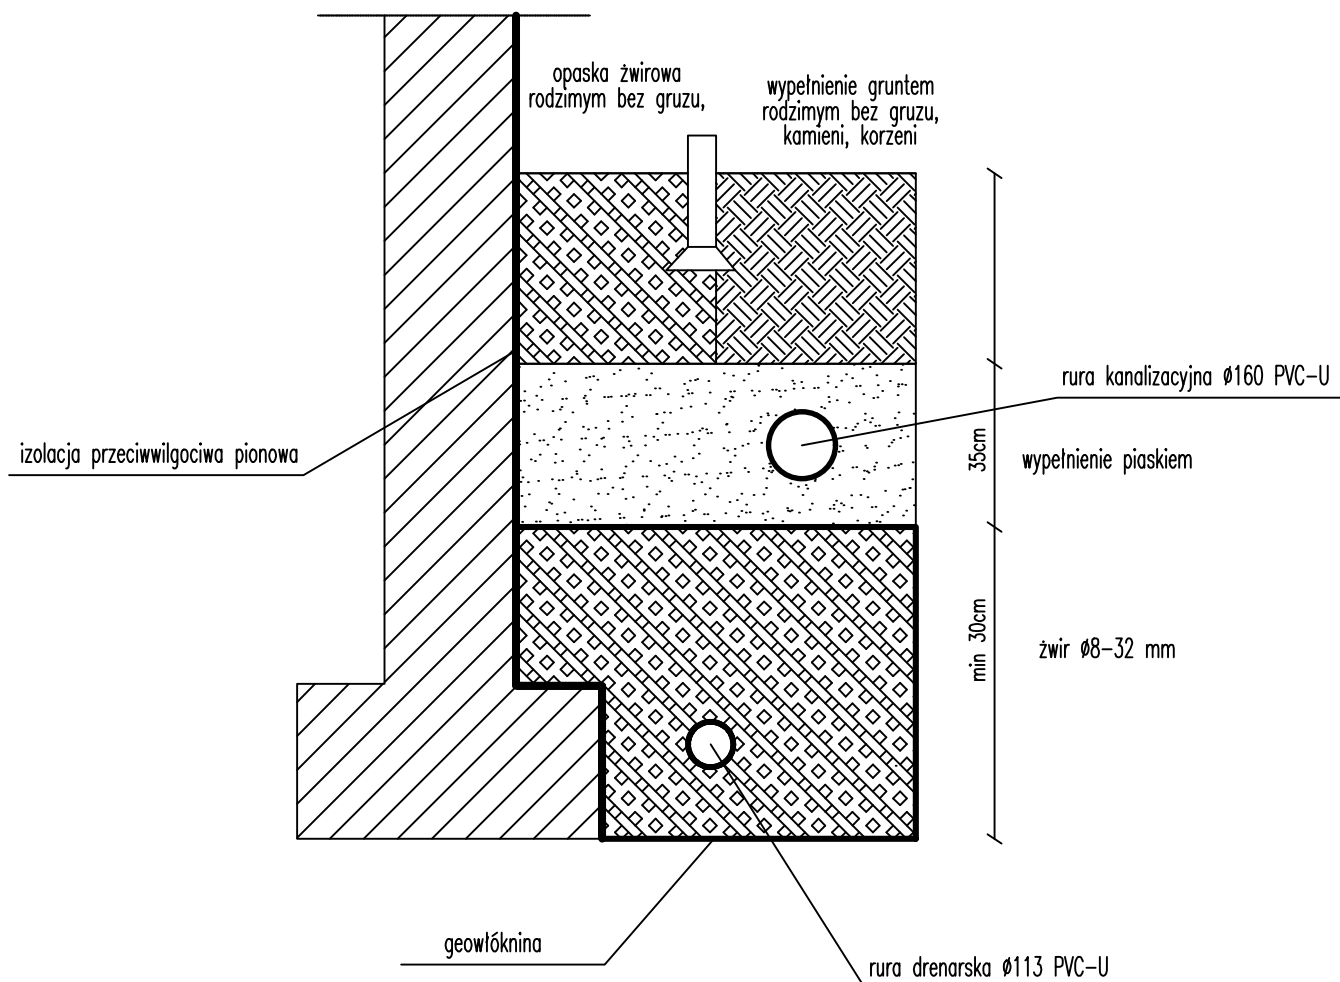 opaska żwirowa
rodzimym bez gruzu,
wypełnienie gruntem
rodzimym bez gruzu,
kamieni, korzeni
rura kanalizacyjna Ø160 PVC-U
izolacja przeciwwilgociwa pionowa
35cm
wypełnienie piaskiem
min 30cm
żwir Ø8-32 mm
geowłóknina
rura drenarska Ø113 PVC-U